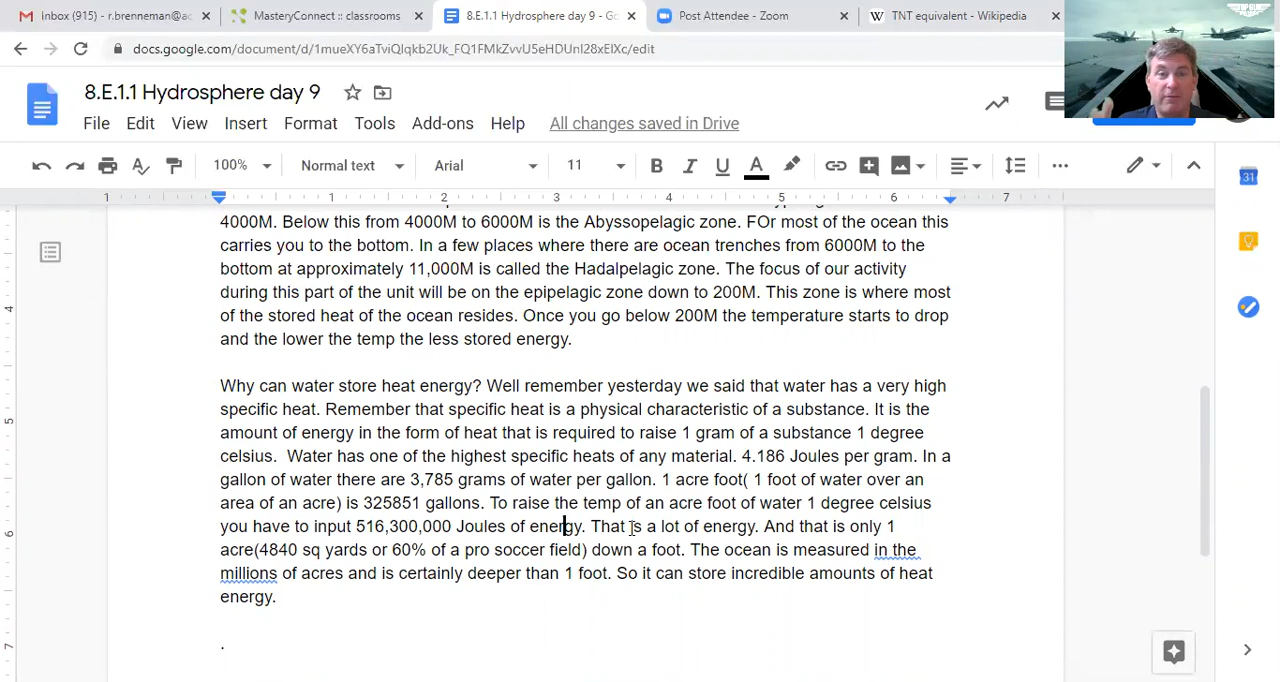 inbox (915) - r.brenneman@ac
MasteryConnect :: classrooms
8.E.1.1 Hydrosphere day 9 - Go
Post Attendee - Zoom
TNT equivalent - Wikipedia
docs.google.com/document/d/1mueXY6aTviQlqkb2Uk_FQ1FMkZvvU5eHDUnI28xEIXc/edit
8.E.1.1 Hydrosphere day 9
File Edit View Insert Format Tools Add-ons Help All changes saved in Drive
100% Normal text Arial 11 B I U A
1 1 2 3 4 5 6 7
4000M. Below this from 4000M to 6000M is the Abyssopelagic zone. FOr most of the ocean this
carries you to the bottom. In a few places where there are ocean trenches from 6000M to the
bottom at approximately 11,000M is called the Hadalpelagic zone. The focus of our activity
during this part of the unit will be on the epipelagic zone down to 200M. This zone is where most
of the stored heat of the ocean resides. Once you go below 200M the temperature starts to drop
and the lower the temp the less stored energy.
Why can water store heat energy? Well remember yesterday we said that water has a very high
specific heat. Remember that specific heat is a physical characteristic of a substance. It is the
amount of energy in the form of heat that is required to raise 1 gram of a substance 1 degree
celsius.  Water has one of the highest specific heats of any material. 4.186 Joules per gram. In a
gallon of water there are 3,785 grams of water per gallon. 1 acre foot( 1 foot of water over an
area of an acre) is 325851 gallons. To raise the temp of an acre foot of water 1 degree celsius
you have to input 516,300,000 Joules of energy. That is a lot of energy. And that is only 1
acre(4840 sq yards or 60% of a pro soccer field) down a foot. The ocean is measured in the
millions of acres and is certainly deeper than 1 foot. So it can store incredible amounts of heat
energy.
.
4
5
6
7
31